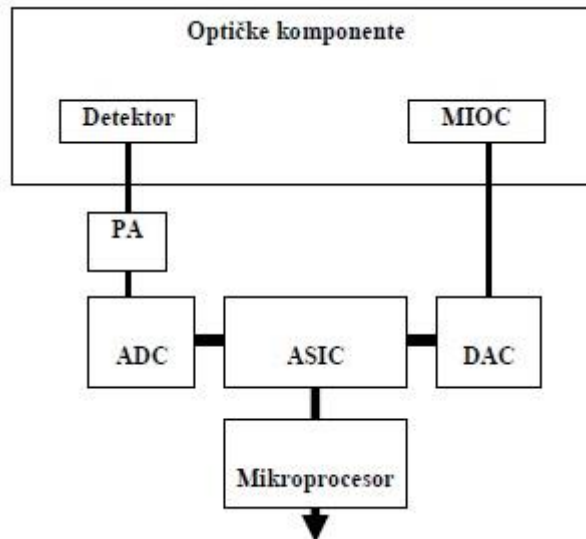 Optičke komponente
Detektor
MIOC
PA
ADC
ASIC
DAC
Mikroprocesor